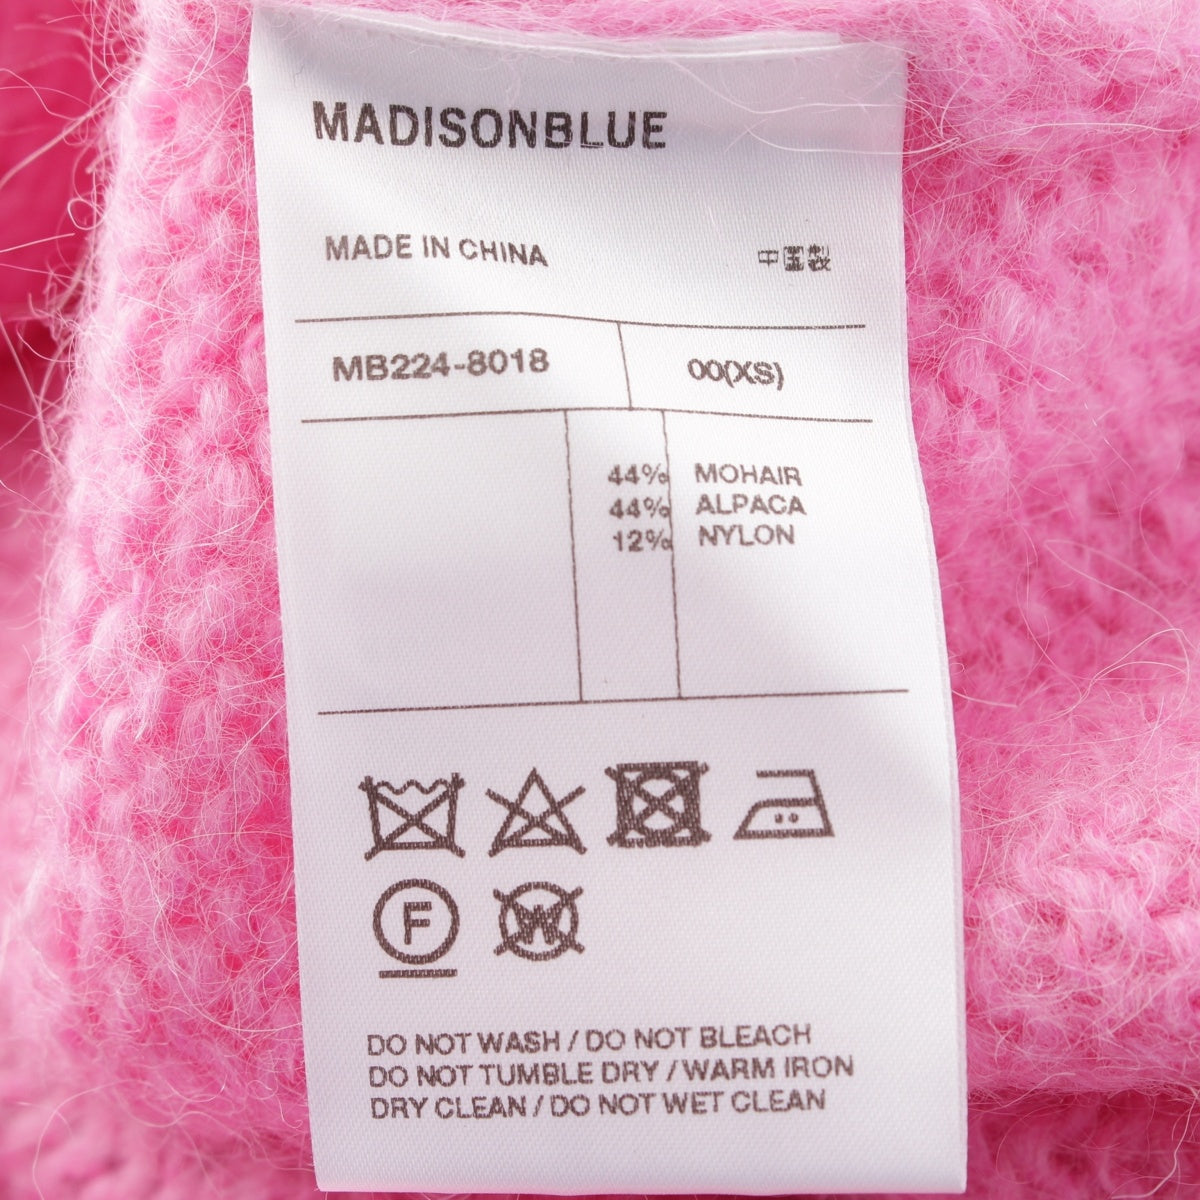 MADISONBLUE
MADE IN CHINA 中国製
MB224-8018 00(XS)
44% MOHAIR
44% ALPACA
12% NYLON
F
W
DO NOT WASH / DO NOT BLEACH
DO NOT TUMBLE DRY / WARM IRON
DRY CLEAN / DO NOT WET CLEAN